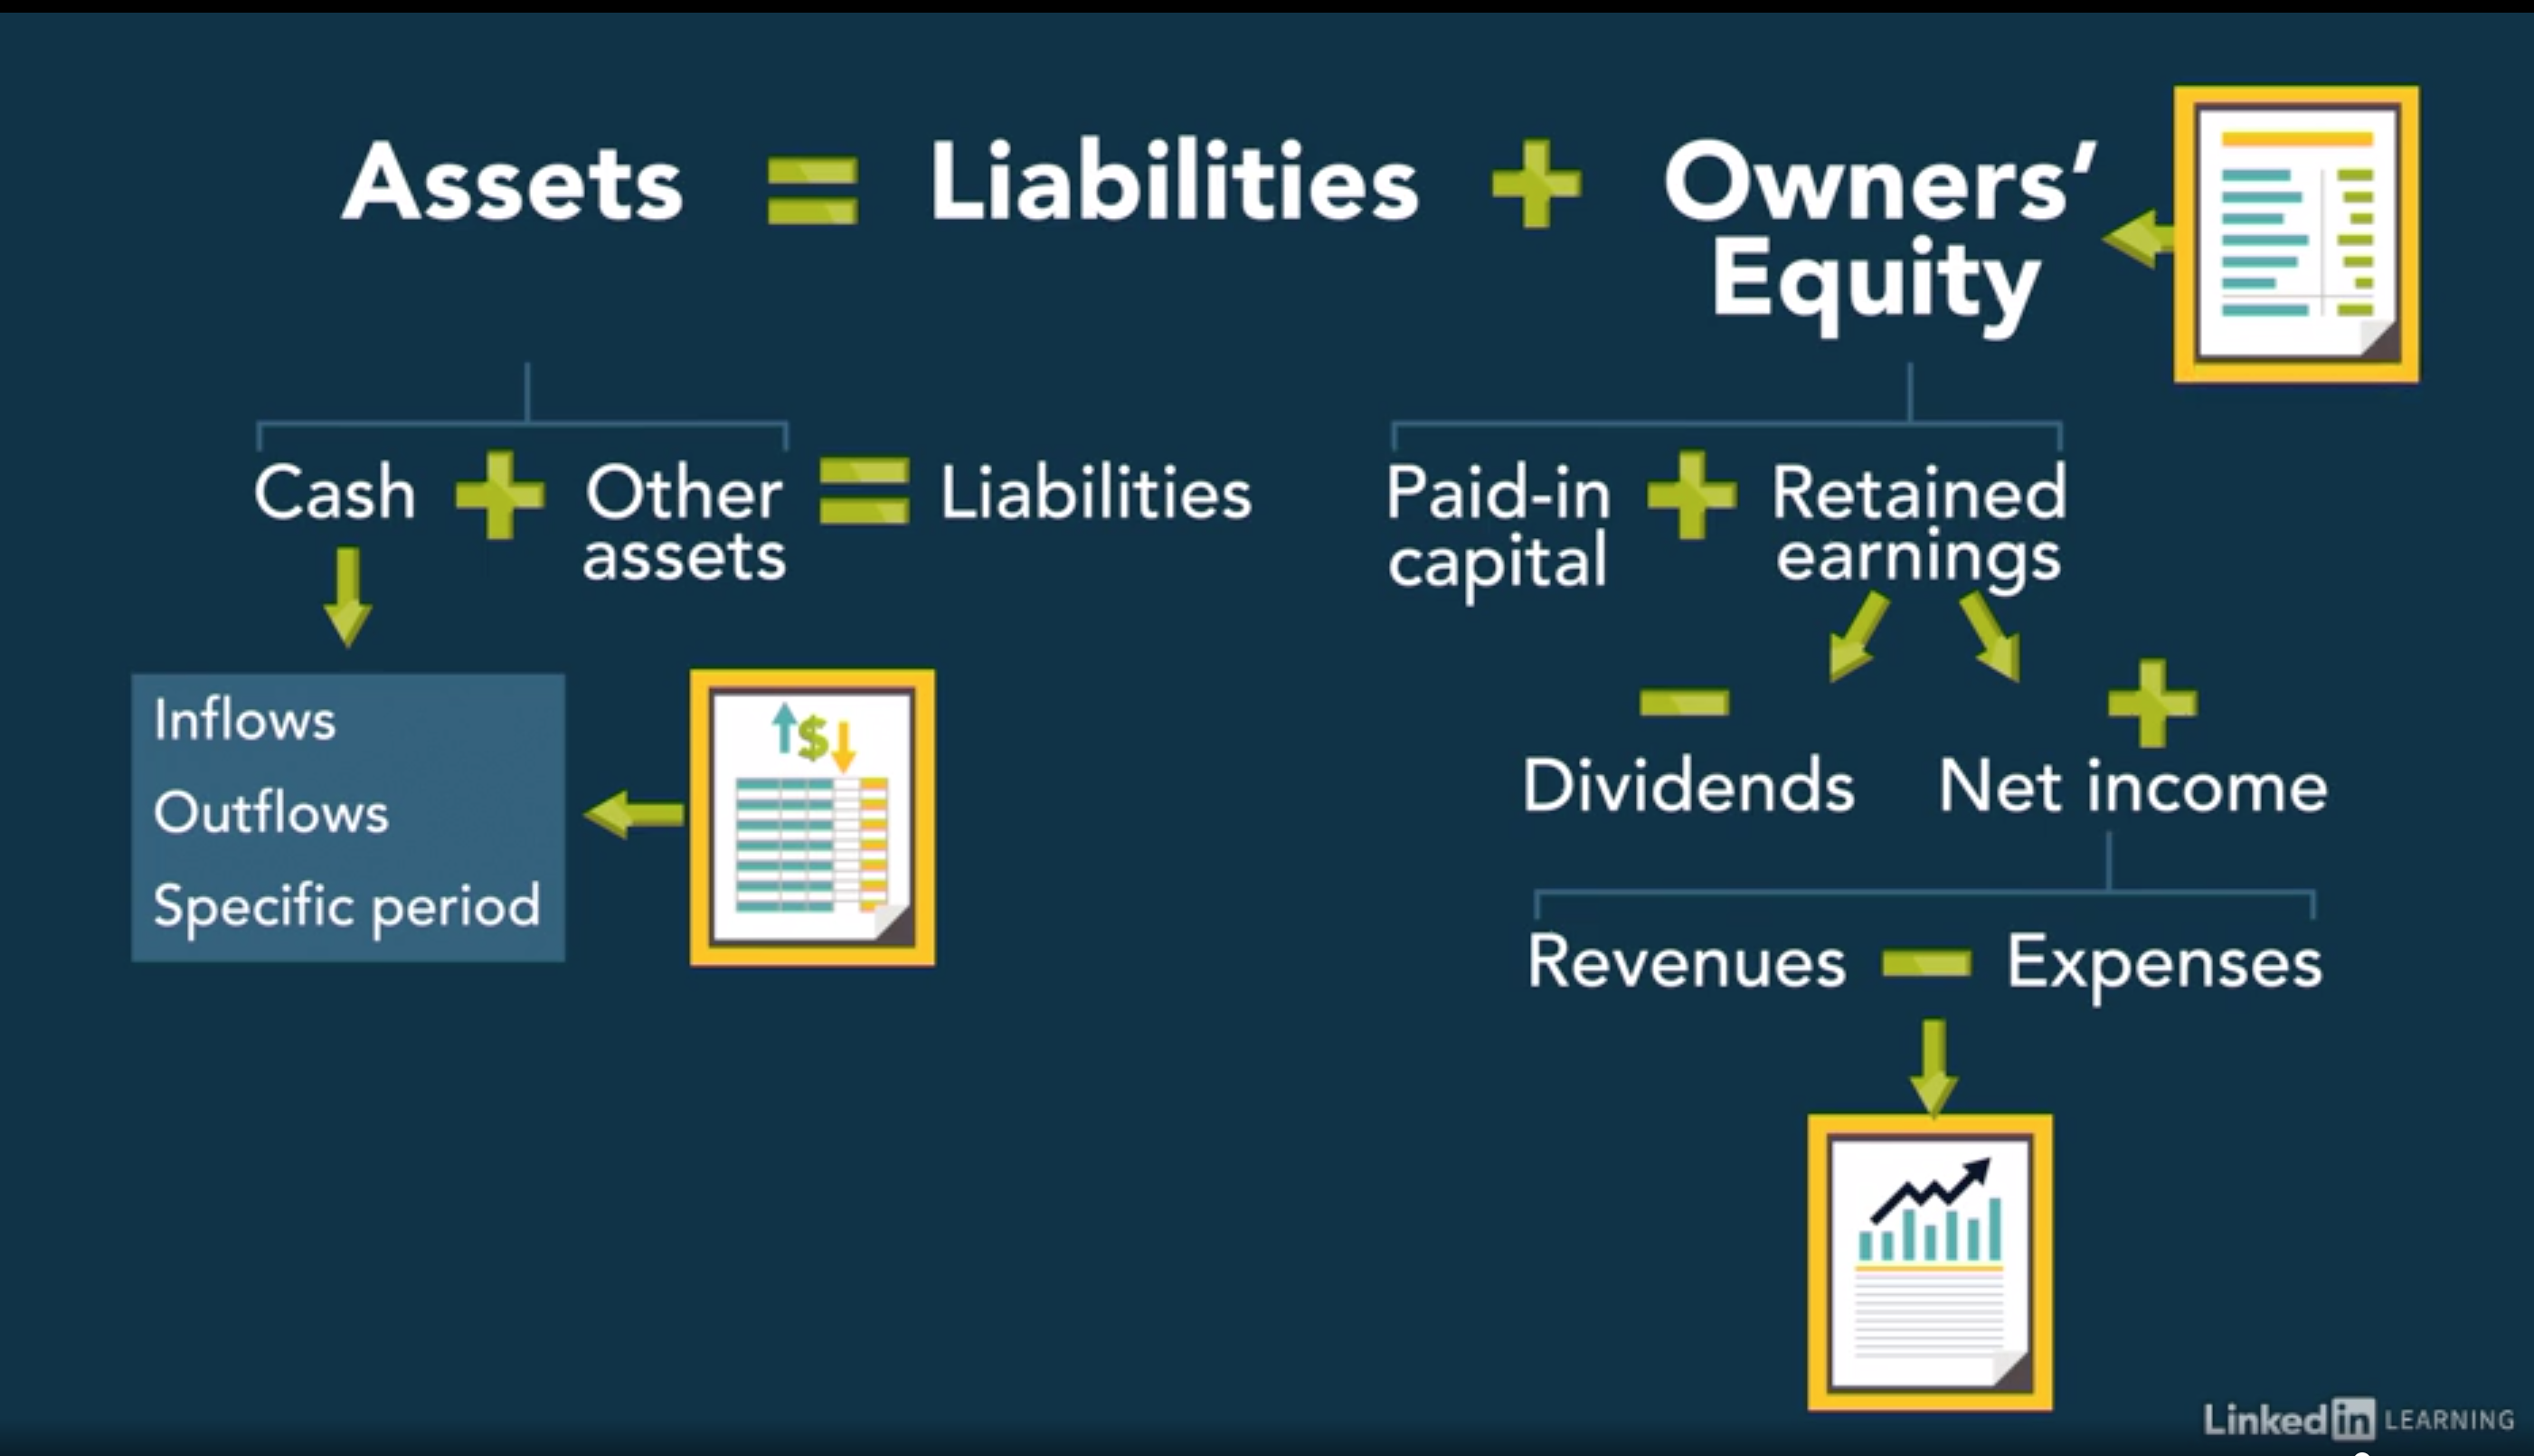 Assets = Liabilities + Owners'
Equity
Cash + Other = Liabilities Paid-in + Retained
assets capital earnings
Inflows
Outflows
Specific period
$
− +
Dividends Net income
Revenues − Expenses
LinkedIn LEARNING